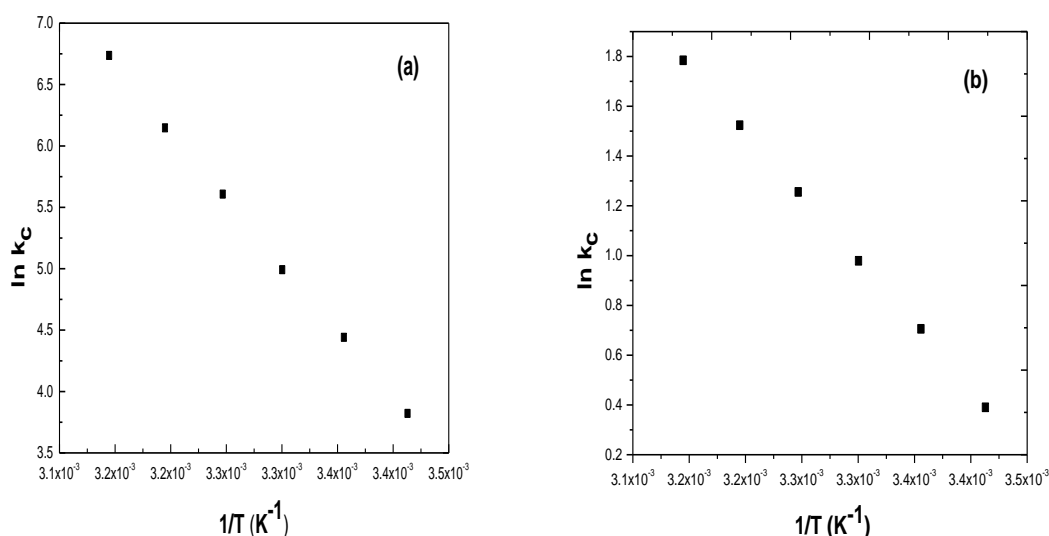 (a)
ln k_C
7.0
6.5
6.0
5.5
5.0
4.5
4.0
3.5
3.1x10⁻³ 3.2x10⁻³ 3.2x10⁻³ 3.3x10⁻³ 3.3x10⁻³ 3.4x10⁻³ 3.4x10⁻³ 3.5x10⁻³
1/T (K⁻¹)
(b)
ln k_C
1.8
1.6
1.4
1.2
1.0
0.8
0.6
0.4
0.2
3.1x10⁻³ 3.2x10⁻³ 3.2x10⁻³ 3.3x10⁻³ 3.3x10⁻³ 3.4x10⁻³ 3.4x10⁻³ 3.5x10⁻³
1/T (K⁻¹)